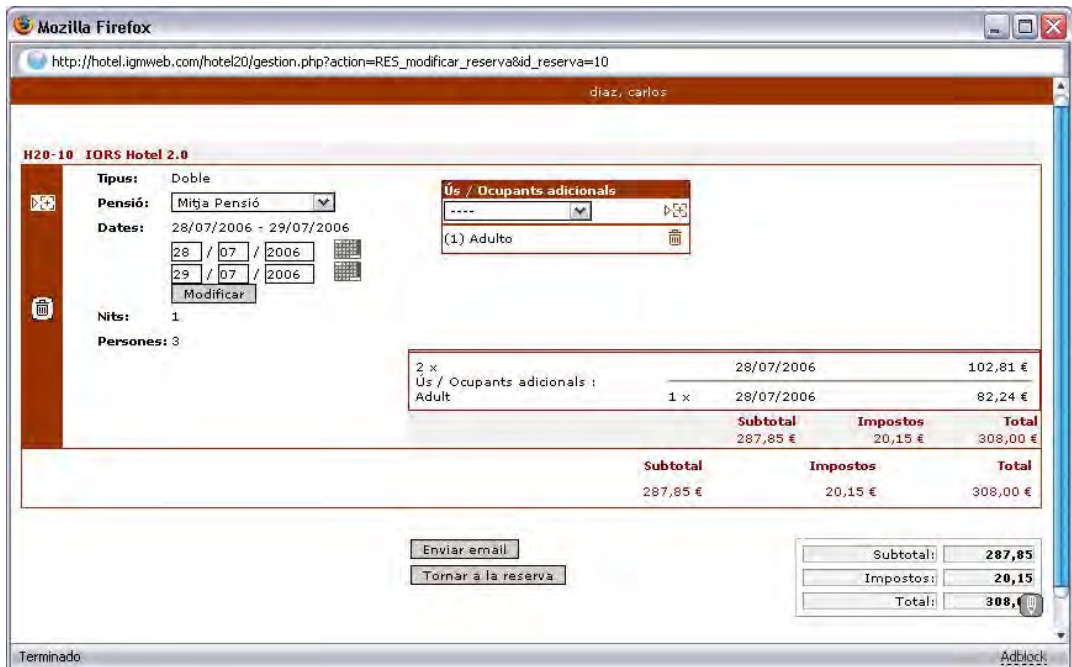 Mozilla Firefox
http://hotel.igmweb.com/hotel20/gestion.php?action=RES_modificar_reserva&id_reserva=10
diaz, carlos
H20-10 IORS Hotel 2.0
Tipus: Doble
Pensió: Mitja Pensió
Dates: 28/07/2006 - 29/07/2006
28 / 07 / 2006
29 / 07 / 2006
Modificar
Nits: 1
Persones: 3
Ús / Ocupants adicionals
----
(1) Adulto
2 x 28/07/2006 102,81 €
Ús / Ocupants adicionals :
Adult 1 x 28/07/2006 82,24 €
Subtotal Impostos Total
287,85 € 20,15 € 308,00 €
Subtotal Impostos Total
287,85 € 20,15 € 308,00 €
Enviar email
Tornar a la reserva
Subtotal: 287,85
Impostos: 20,15
Total: 308,
Terminado
Adblock